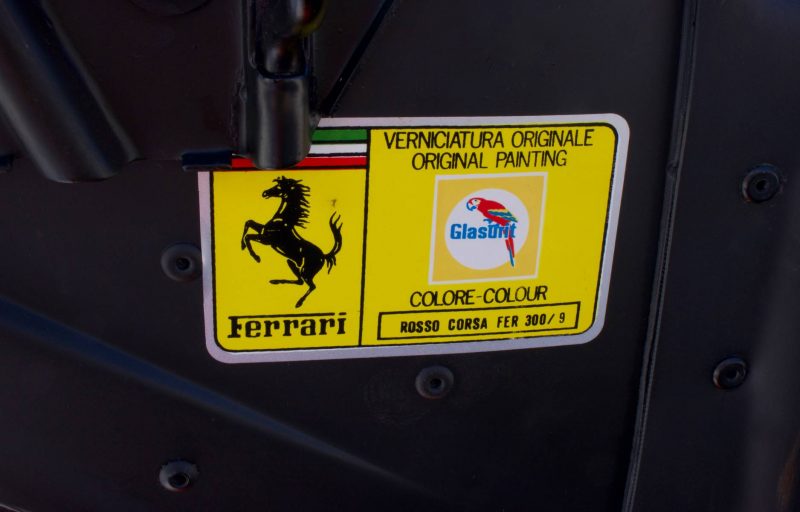 VERNICIATURA ORIGINALE
ORIGINAL PAINTING
Glasurit
COLORE-COLOUR
Ferrari
ROSSO CORSA FER 300/9